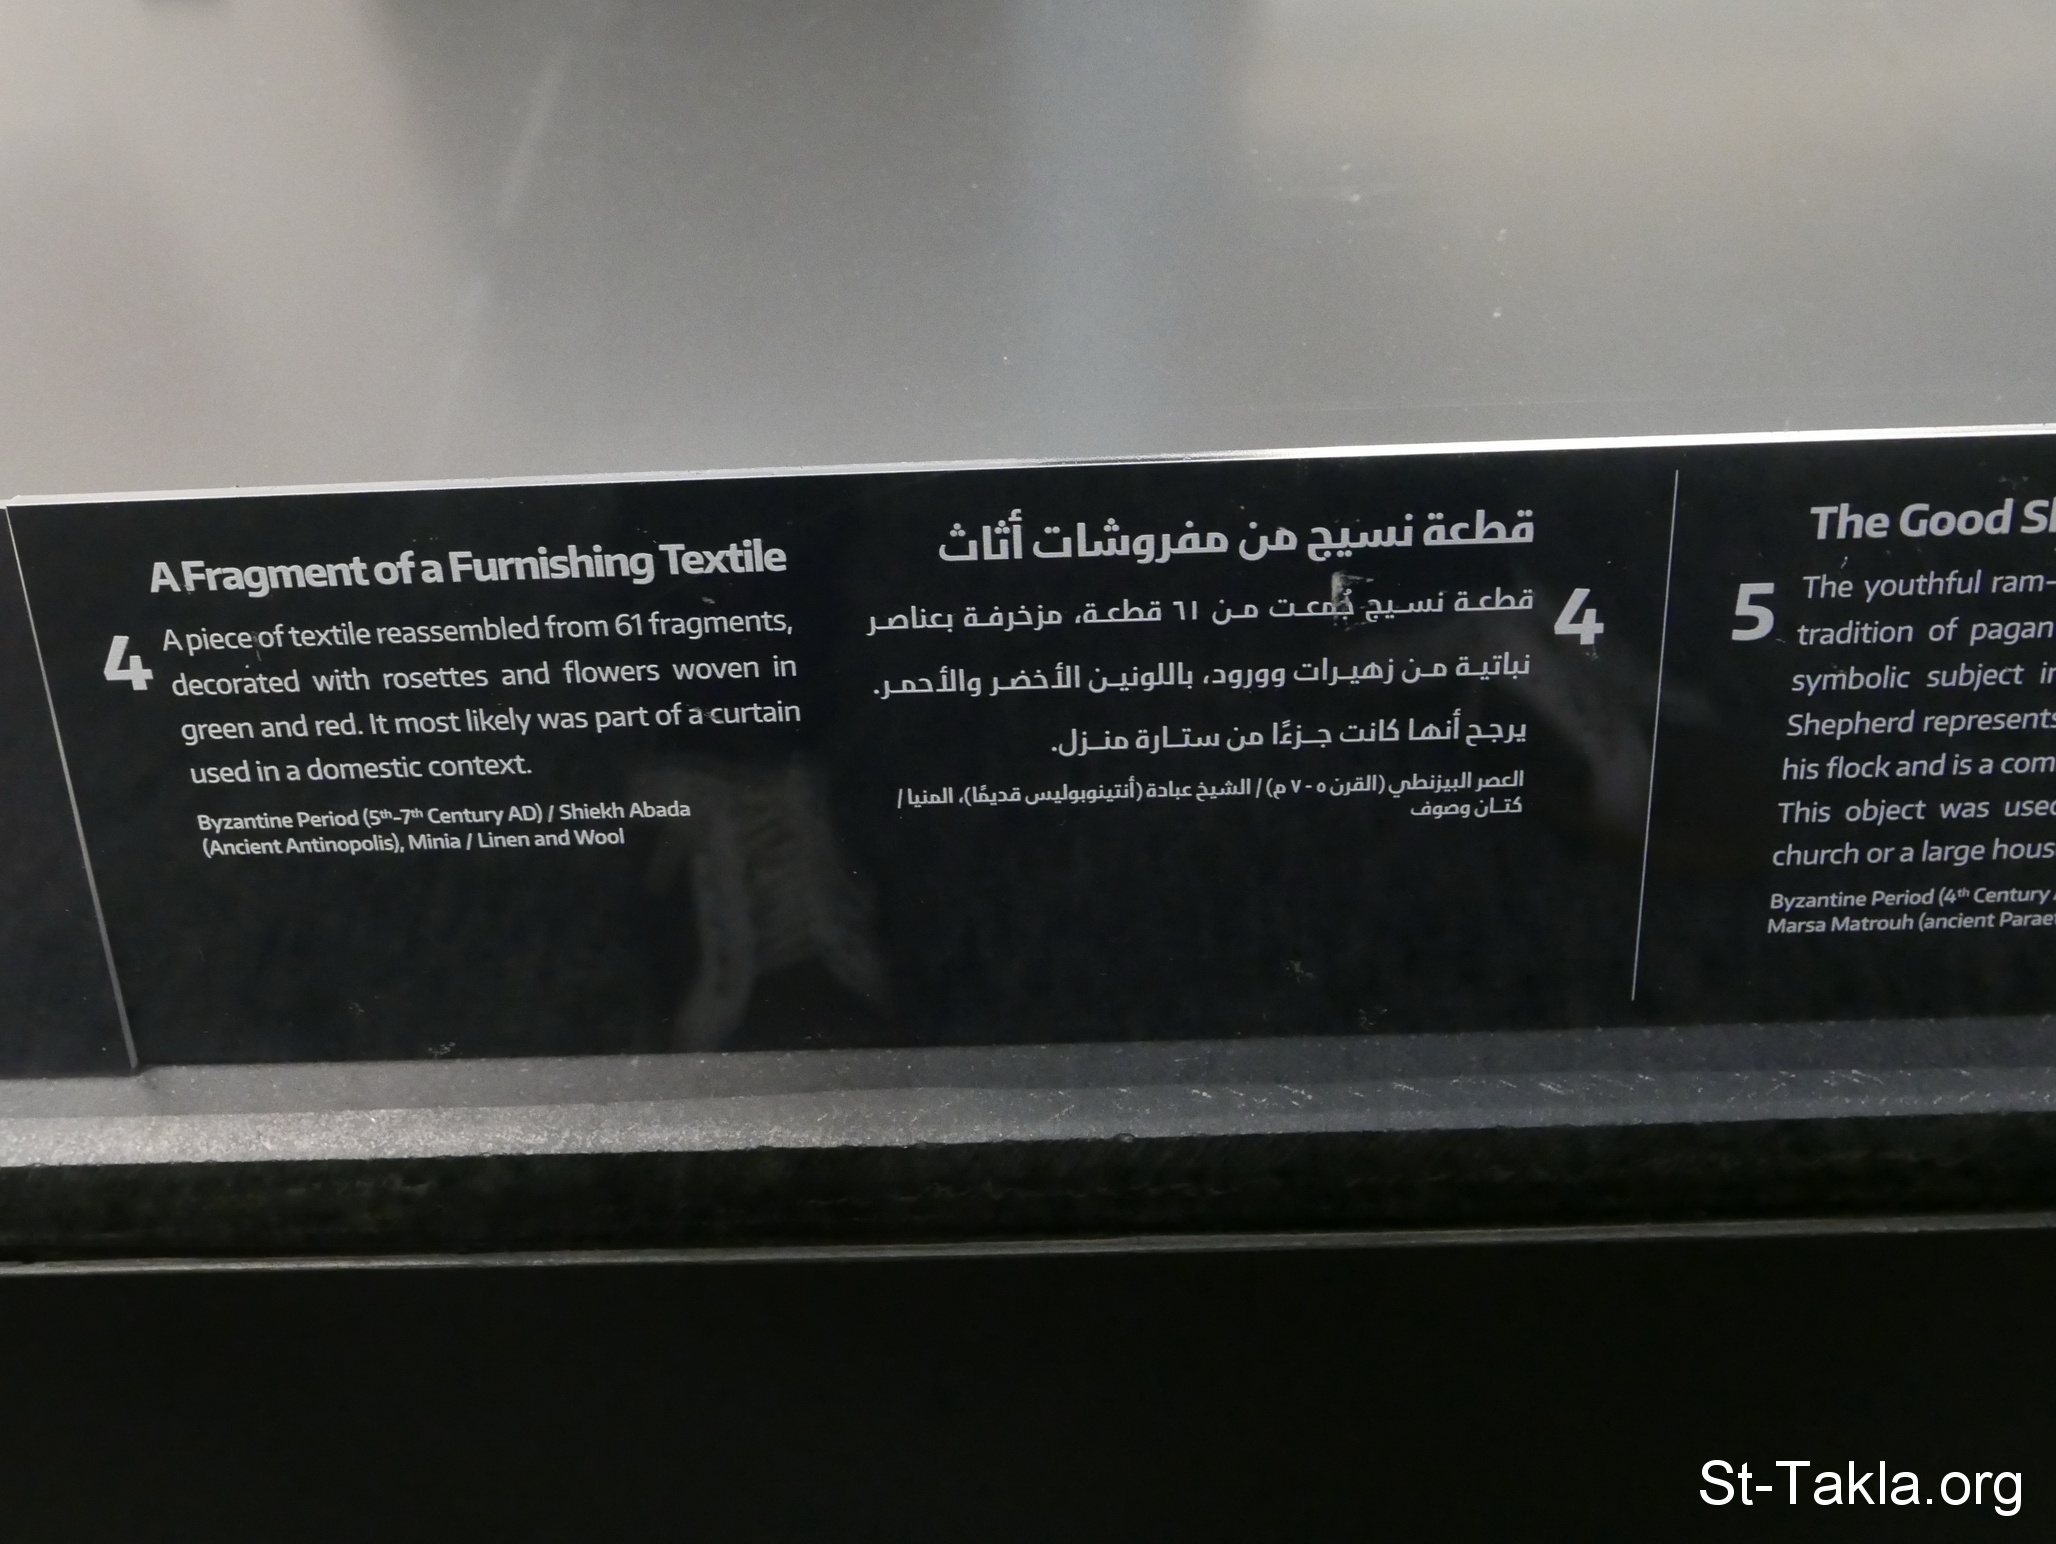 A Fragment of a Furnishing Textile
4
A piece of textile reassembled from 61 fragments,
decorated with rosettes and flowers woven in
green and red. It most likely was part of a curtain
used in a domestic context.
Byzantine Period (5th-7th Century AD) / Shiekh Abada
(Ancient Antinopolis), Minia / Linen and Wool
قطعة نسيج من مفروشات أثاث
4
قطعة نسيج جُمعت من ٦١ قطعة، مزخرفة بعناصر
نباتية من زهيرات وورود، باللونين الأخضر والأحمر.
يرجح أنها كانت جزءًا من ستارة منزل.
العصر البيزنطي (القرن ٥-٧ م) / الشيخ عبادة (أنتينوبوليس قديمًا)، المنيا /
كتان وصوف
The Good
5
The youthful ram-
tradition of pagan
symbolic subject
Shepherd represents
his flock and is a
This object was used
church or a large
Byzantine Period (4th Century
Marsa Matrouh (ancient
St-Takla.org